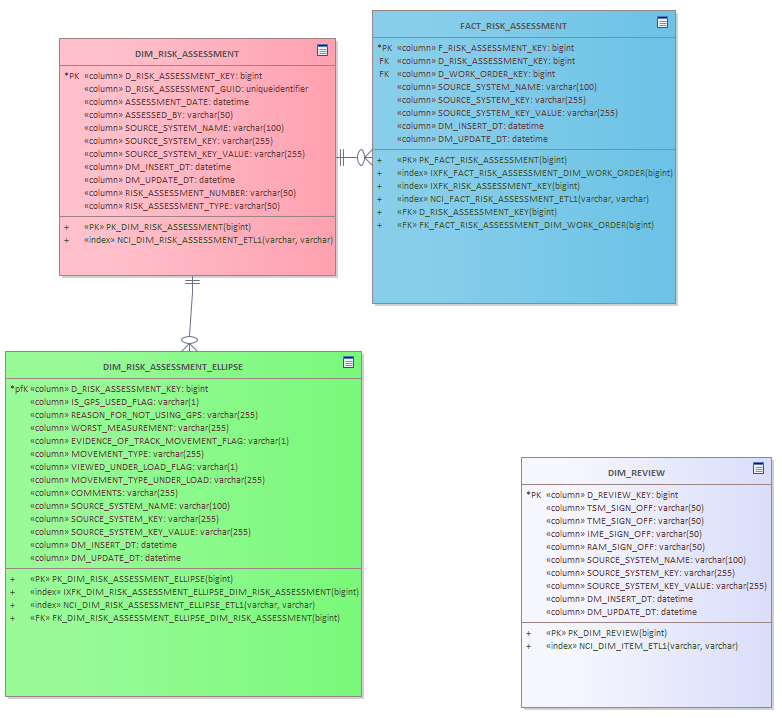 DIM_RISK_ASSESSMENT
*PK «column» D_RISK_ASSESSMENT_KEY: bigint
«column» D_RISK_ASSESSMENT_GUID: uniqueidentifier
«column» ASSESSMENT_DATE: datetime
«column» ASSESSED_BY: varchar(50)
«column» SOURCE_SYSTEM_NAME: varchar(100)
«column» SOURCE_SYSTEM_KEY: varchar(255)
«column» SOURCE_SYSTEM_KEY_VALUE: varchar(255)
«column» DM_INSERT_DT: datetime
«column» DM_UPDATE_DT: datetime
«column» RISK_ASSESSMENT_NUMBER: varchar(50)
«column» RISK_ASSESSMENT_TYPE: varchar(50)
+ «PK» PK_DIM_RISK_ASSESSMENT(bigint)
+ «index» NCI_DIM_RISK_ASSESSMENT_ETL1(varchar, varchar)
FACT_RISK_ASSESSMENT
*PK «column» F_RISK_ASSESSMENT_KEY: bigint
FK «column» D_RISK_ASSESSMENT_KEY: bigint
FK «column» D_WORK_ORDER_KEY: bigint
«column» SOURCE_SYSTEM_NAME: varchar(100)
«column» SOURCE_SYSTEM_KEY: varchar(255)
«column» SOURCE_SYSTEM_KEY_VALUE: varchar(255)
«column» DM_INSERT_DT: datetime
«column» DM_UPDATE_DT: datetime
+ «PK» PK_FACT_RISK_ASSESSMENT(bigint)
+ «index» IXFK_FACT_RISK_ASSESSMENT_DIM_WORK_ORDER(bigint)
+ «index» IXFK_RISK_ASSESSMENT_KEY(bigint)
+ «index» NCI_FACT_RISK_ASSESSMENT_ETL1(varchar, varchar)
+ «FK» D_RISK_ASSESSMENT_KEY(bigint)
+ «FK» FK_FACT_RISK_ASSESSMENT_DIM_WORK_ORDER(bigint)
DIM_RISK_ASSESSMENT_ELLIPSE
*pfK «column» D_RISK_ASSESSMENT_KEY: bigint
«column» IS_GPS_USED_FLAG: varchar(1)
«column» REASON_FOR_NOT_USING_GPS: varchar(255)
«column» WORST_MEASUREMENT: varchar(255)
«column» EVIDENCE_OF_TRACK_MOVEMENT_FLAG: varchar(1)
«column» MOVEMENT_TYPE: varchar(255)
«column» VIEWED_UNDER_LOAD_FLAG: varchar(1)
«column» MOVEMENT_TYPE_UNDER_LOAD: varchar(255)
«column» COMMENTS: varchar(255)
«column» SOURCE_SYSTEM_NAME: varchar(100)
«column» SOURCE_SYSTEM_KEY: varchar(255)
«column» SOURCE_SYSTEM_KEY_VALUE: varchar(255)
«column» DM_INSERT_DT: datetime
«column» DM_UPDATE_DT: datetime
+ «PK» PK_DIM_RISK_ASSESSMENT_ELLIPSE(bigint)
+ «index» IXFK_DIM_RISK_ASSESSMENT_ELLIPSE_DIM_RISK_ASSESSMENT(bigint)
+ «index» NCI_DIM_RISK_ASSESSMENT_ELLIPSE_ETL1(varchar, varchar)
+ «FK» FK_DIM_RISK_ASSESSMENT_ELLIPSE_DIM_RISK_ASSESSMENT(bigint)
DIM_REVIEW
*PK «column» D_REVIEW_KEY: bigint
«column» TSM_SIGN_OFF: varchar(50)
«column» TME_SIGN_OFF: varchar(50)
«column» IME_SIGN_OFF: varchar(50)
«column» RAM_SIGN_OFF: varchar(50)
«column» SOURCE_SYSTEM_NAME: varchar(100)
«column» SOURCE_SYSTEM_KEY: varchar(255)
«column» SOURCE_SYSTEM_KEY_VALUE: varchar(255)
«column» DM_INSERT_DT: datetime
«column» DM_UPDATE_DT: datetime
+ «PK» PK_DIM_REVIEW(bigint)
+ «index» NCI_DIM_ITEM_ETL1(varchar, varchar)